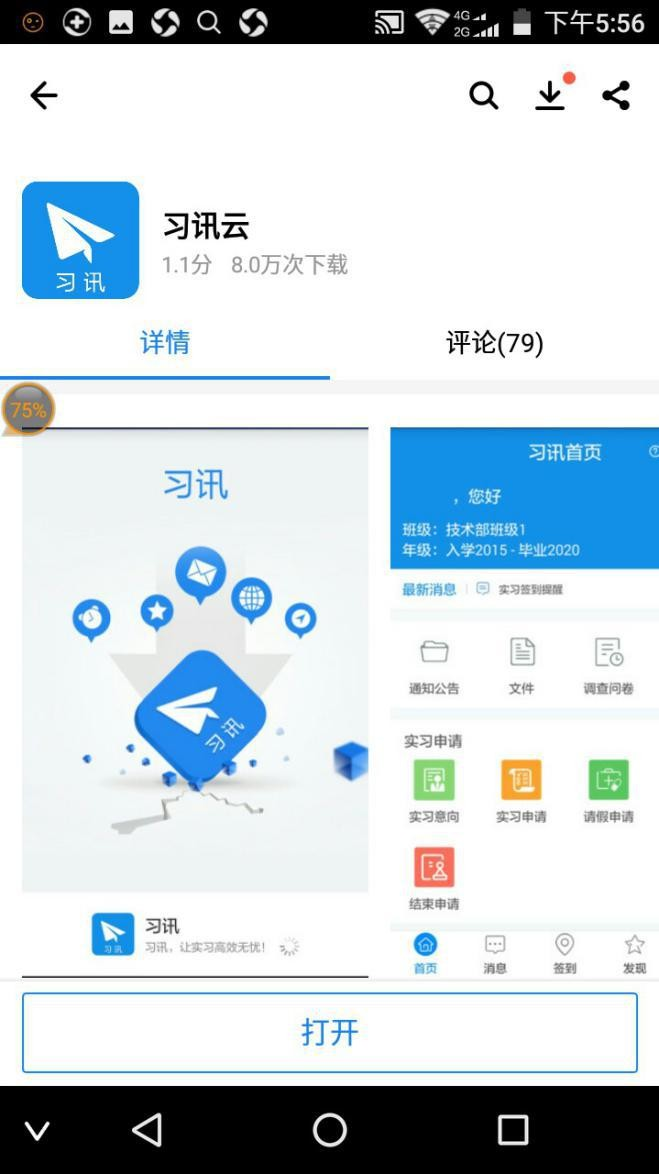 4G
2G
下午5:56
习讯
习讯云
1.1分 8.0万次下载
详情
评论(79)
75%
习讯
习讯
习讯
习讯
习讯，让实习高效无忧！
习讯首页
，您好
班级：技术部班级1
年级：入学2015 - 毕业2020
最新消息
实习签到提醒
通知公告
文件
调查问卷
实习申请
实习意向
实习申请
请假申请
结束申请
首页
消息
签到
发现
打开